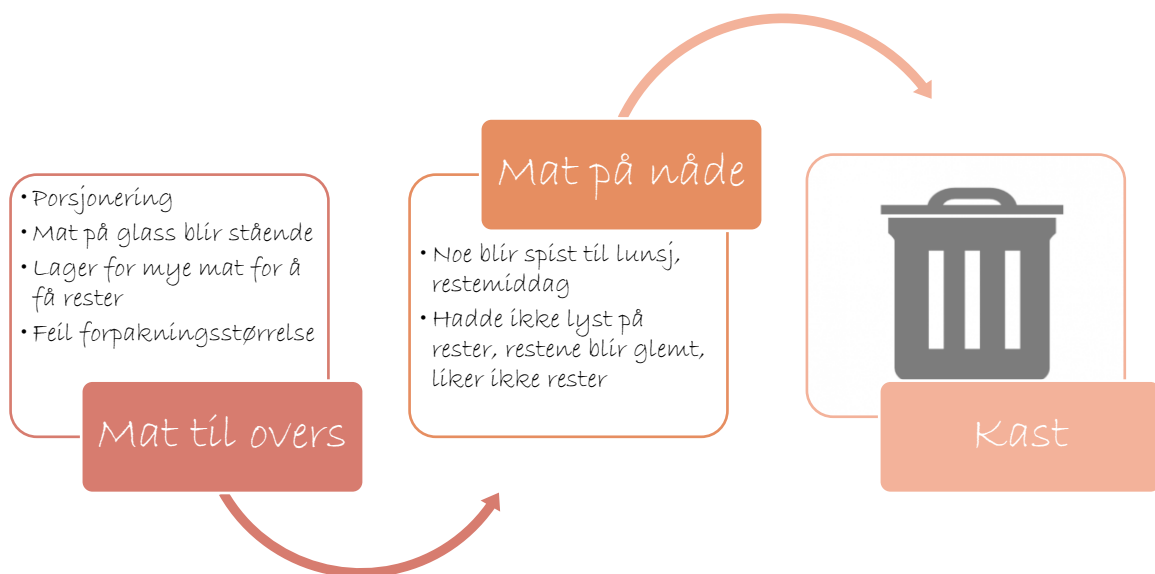 • Porsjonering
• Mat på glass blir stående
• Lager for mye mat for å
få rester
• Feil forpakningsstørrelse
Mat til overs
Mat på nåde
• Noe blir spist til lunsj,
restemiddag
• Hadde ikke lyst på
rester, restene blir glemt,
liker ikke rester
Kast